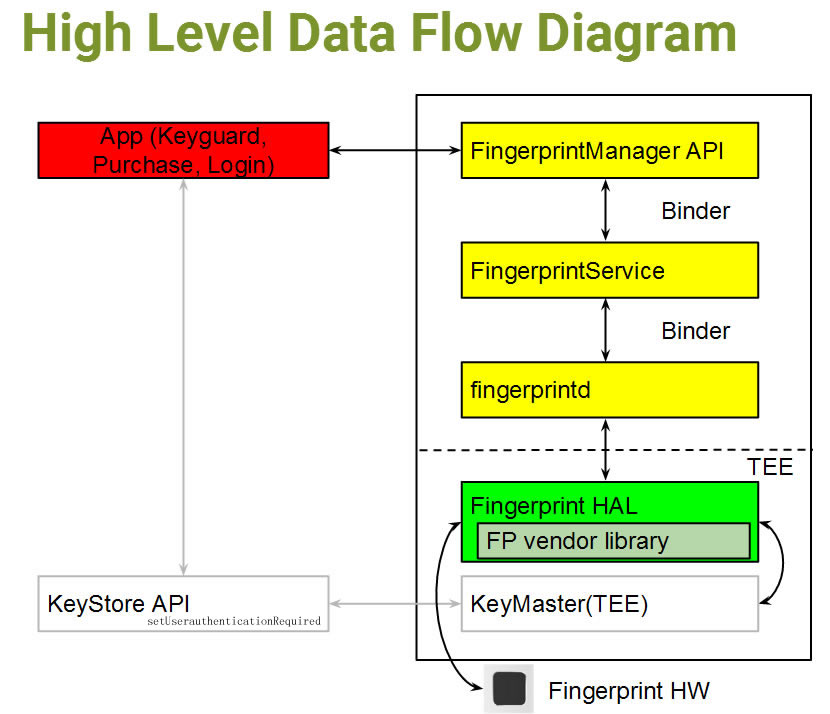 High Level Data Flow Diagram
App (Keyguard,
Purchase, Login)
FingerprintManager API
Binder
FingerprintService
Binder
fingerprintd
TEE
Fingerprint HAL
FP vendor library
KeyStore API
setUserauthenticationRequired
KeyMaster(TEE)
Fingerprint HW